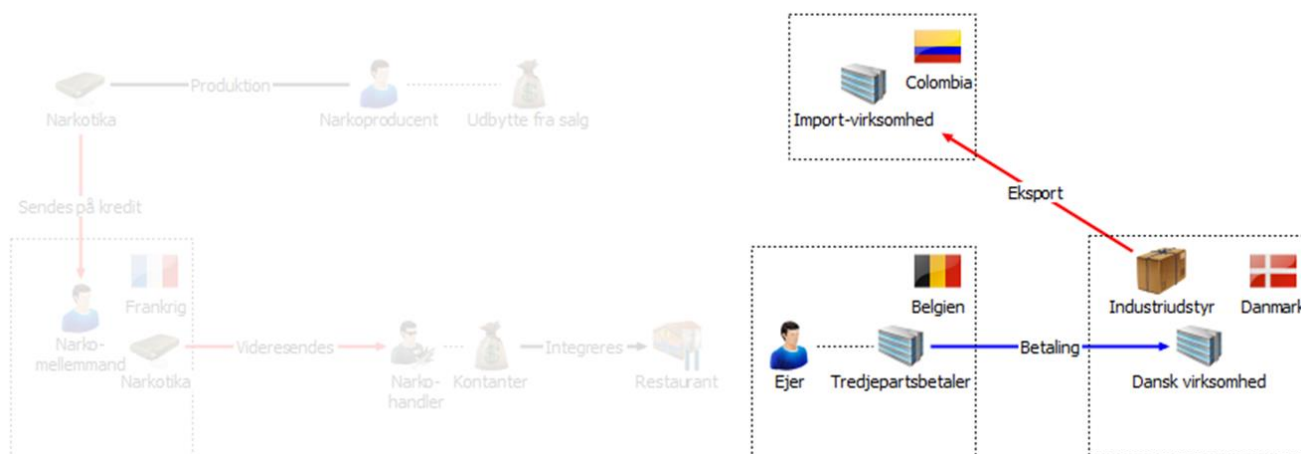 Produktion
Narkotika
Narkoproducent
Udbytte fra salg
Colombia
Import-virksomhed
Sendes på kredit
Eksport
Frankrig
Belgien
Industriudstyr
Danmark
Narko-
mellemmand
Narkotika
Videresendes
Narko-
handler
Kontanter
Integreres
Restaurant
Ejer
Tredjepartsbetaler
Betaling
Dansk virksomhed